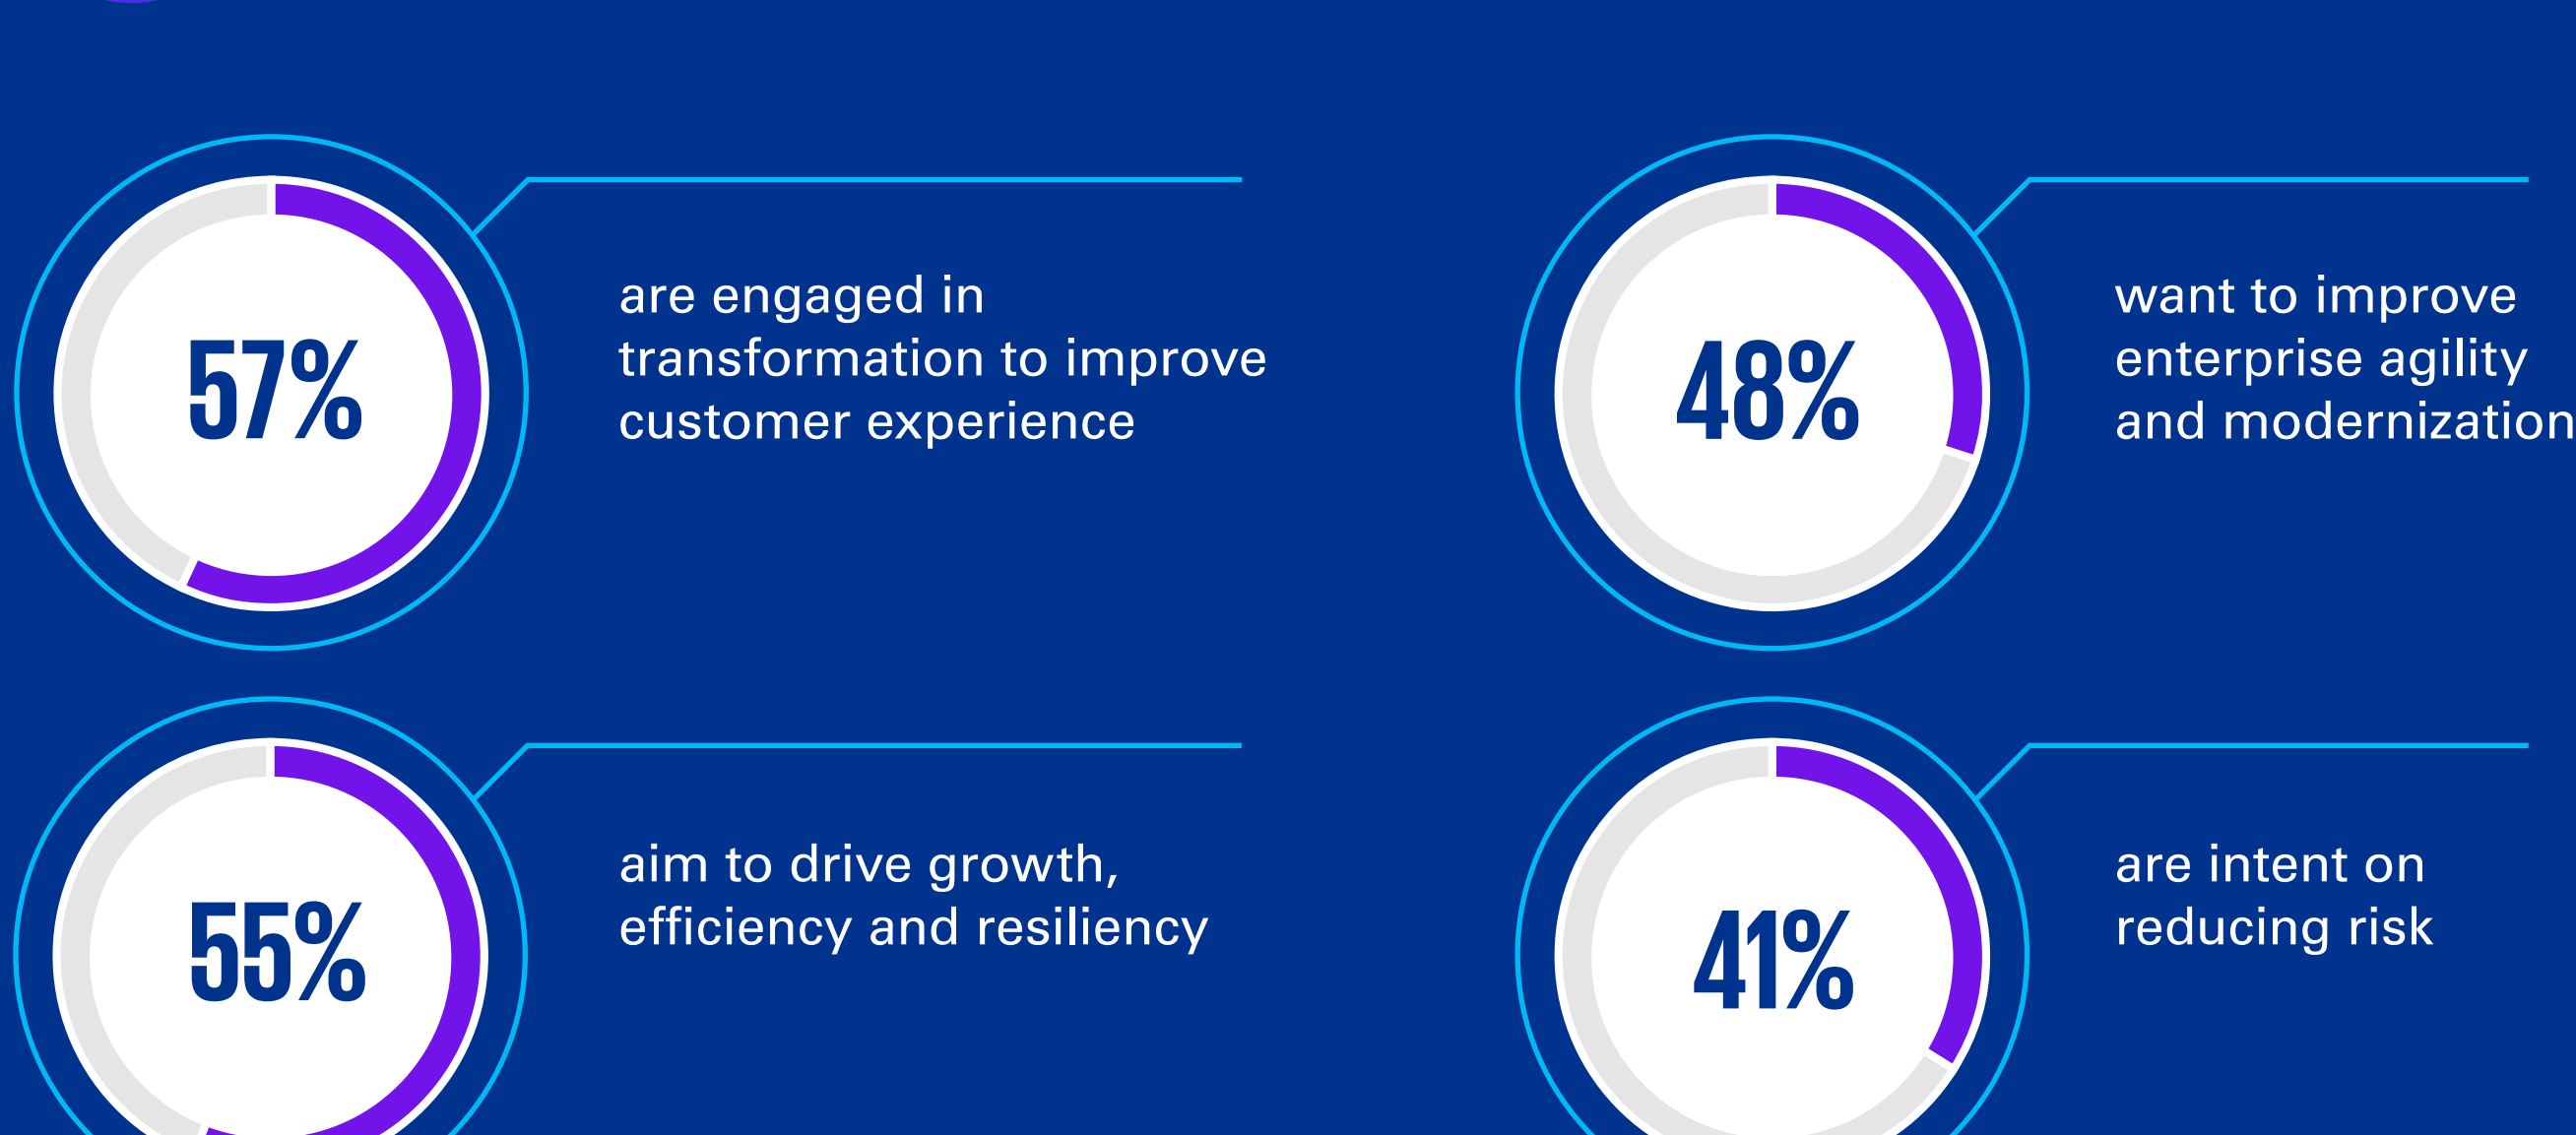 57%
are engaged in
transformation to improve
customer experience
48%
want to improve
enterprise agility
and modernization
55%
aim to drive growth,
efficiency and resiliency
41%
are intent on
reducing risk